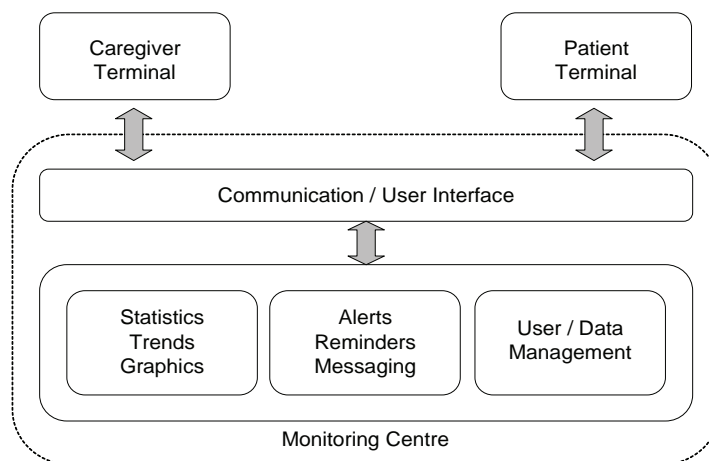 Caregiver
Terminal
Patient
Terminal
Communication / User Interface
Statistics
Trends
Graphics
Alerts
Reminders
Messaging
User / Data
Management
Monitoring Centre